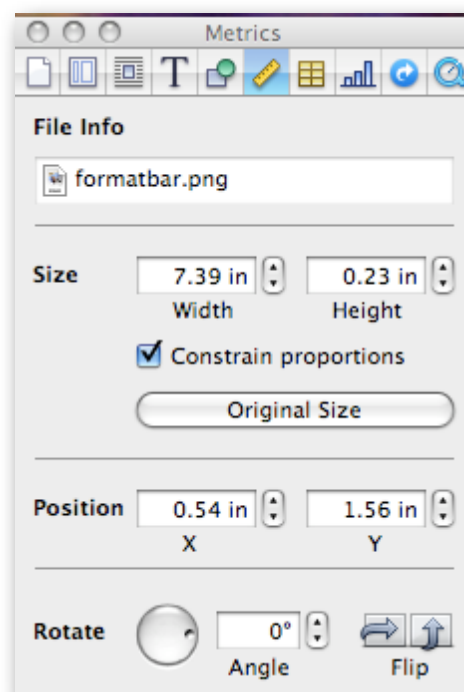 Metrics
T
File Info
formatbar.png
Size 7.39 in 0.23 in
Width Height
Constrain proportions
Original Size
Position 0.54 in 1.56 in
X Y
Rotate 0°
Angle Flip